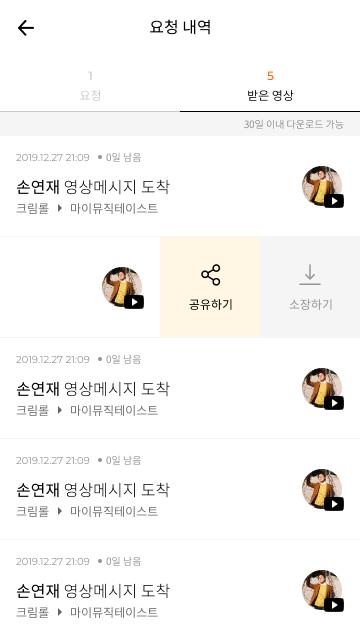 요청 내역
1
요청
5
받은 영상
30일 이내 다운로드 가능
2019.12.27 21:09 • 0일 남음
손연재 영상메시지 도착
크림롤 ▶ 마이뮤직테이스트
공유하기
소장하기
2019.12.27 21:09 • 0일 남음
손연재 영상메시지 도착
크림롤 ▶ 마이뮤직테이스트
2019.12.27 21:09 • 0일 남음
손연재 영상메시지 도착
크림롤 ▶ 마이뮤직테이스트
2019.12.27 21:09 • 0일 남음
손연재 영상메시지 도착
크림롤 ▶ 마이뮤직테이스트